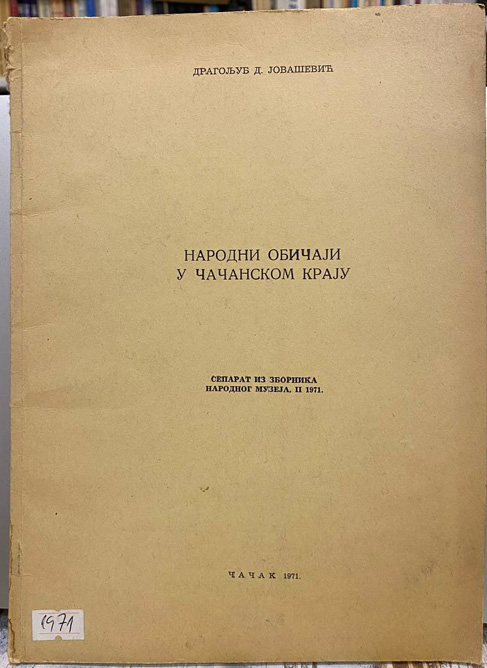 ДРАГОЉУБ Д. ЈОВАШЕВИЋ
НАРОДНИ ОБИЧАЈИ
У ЧАЧАНСКОМ КРАЈУ
СЕПАРАТ ИЗ ЗБОРНИКА
НАРОДНОГ МУЗЕЈА, II 1971.
ЧАЧАК 1971.
1971